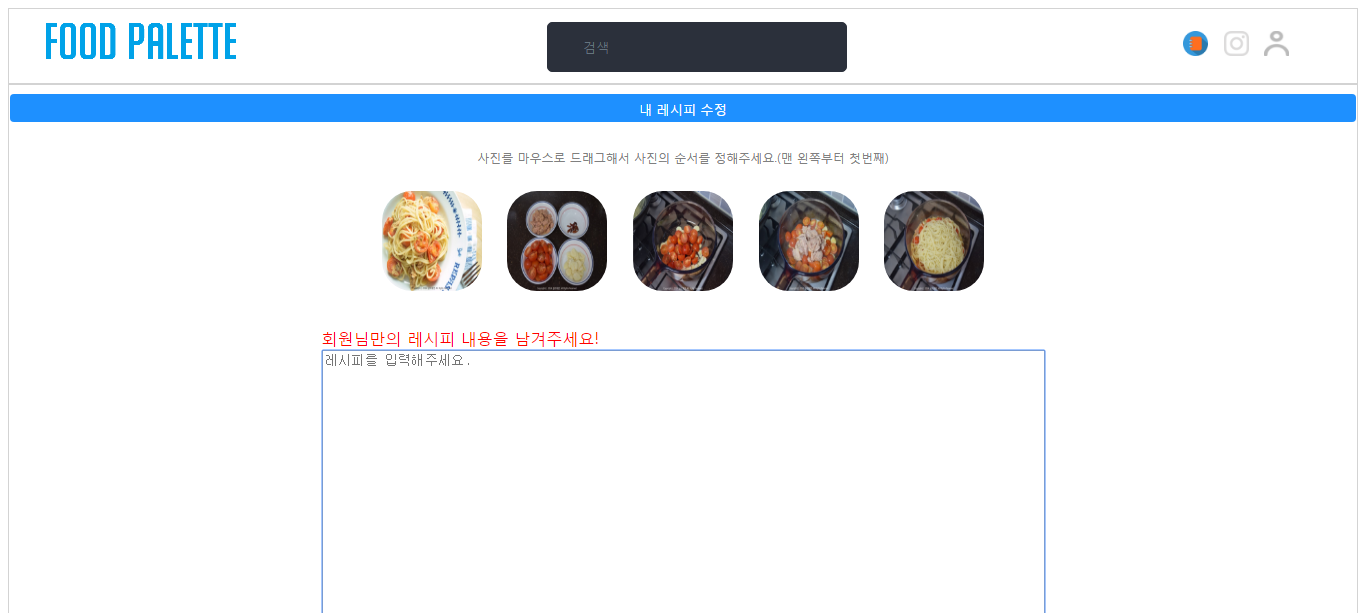 FOOD PALETTE
검색
내 레시피 수정
사진를 마우스로 드래그해서 사진의 순서를 정해주세요.(맨 왼쪽부터 첫번째)
회원님만의 레시피 내용을 남겨주세요!
레시피를 입력해주세요.